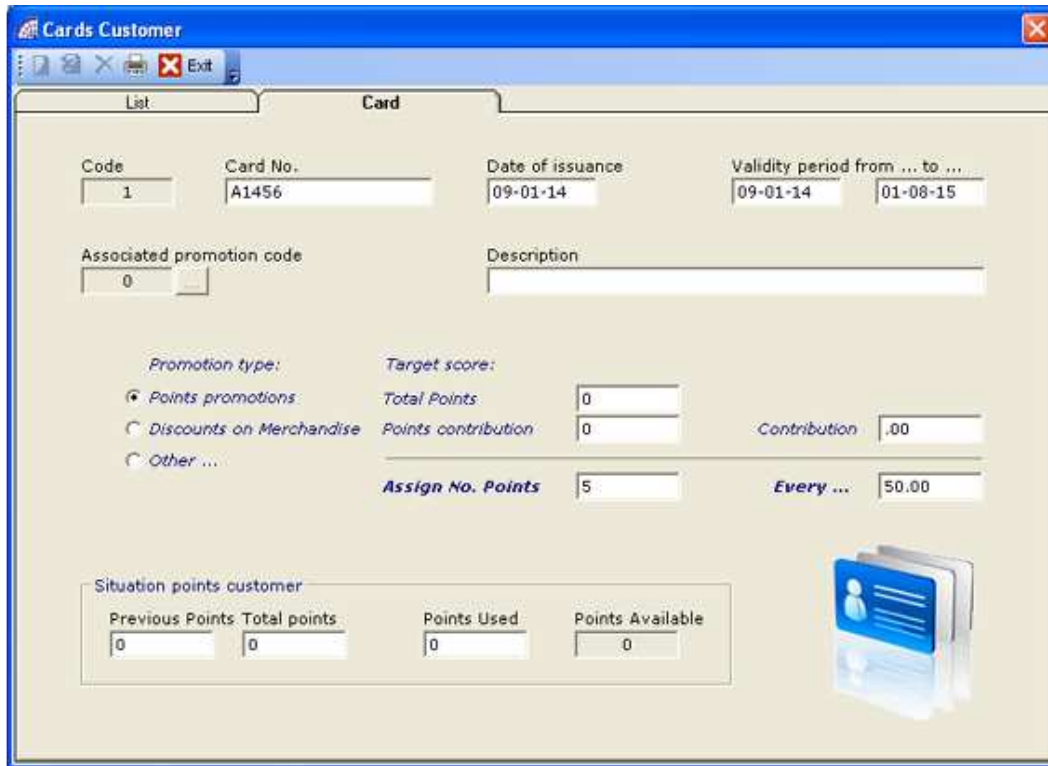 Cards Customer
Exit
List Card
Code Card No. Date of issuance Validity period from ... to ...
1 A1456 09-01-14 09-01-14 01-08-15
Associated promotion code Description
0 ...
Promotion type: Target score:
Points promotions Total Points 0
Discounts on Merchandise Points contribution 0 Contribution .00
Other ...
Assign No. Points 5 Every ... 50.00
Situation points customer
Previous Points Total points Points Used Points Available
0 0 0 0